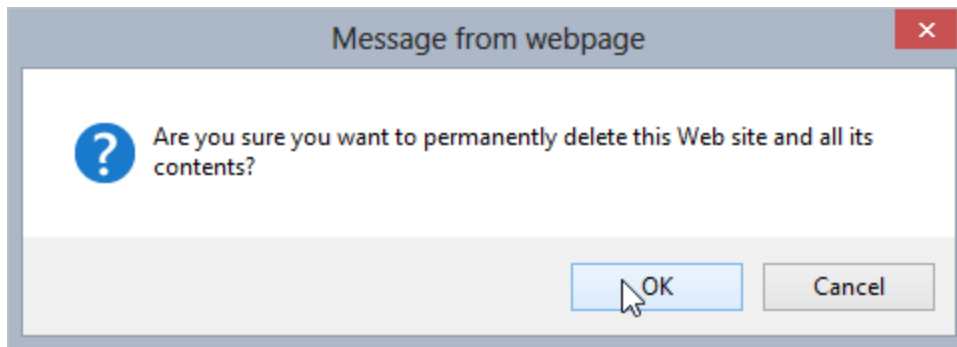 Message from webpage
Are you sure you want to permanently delete this Web site and all its
contents?
OK
Cancel